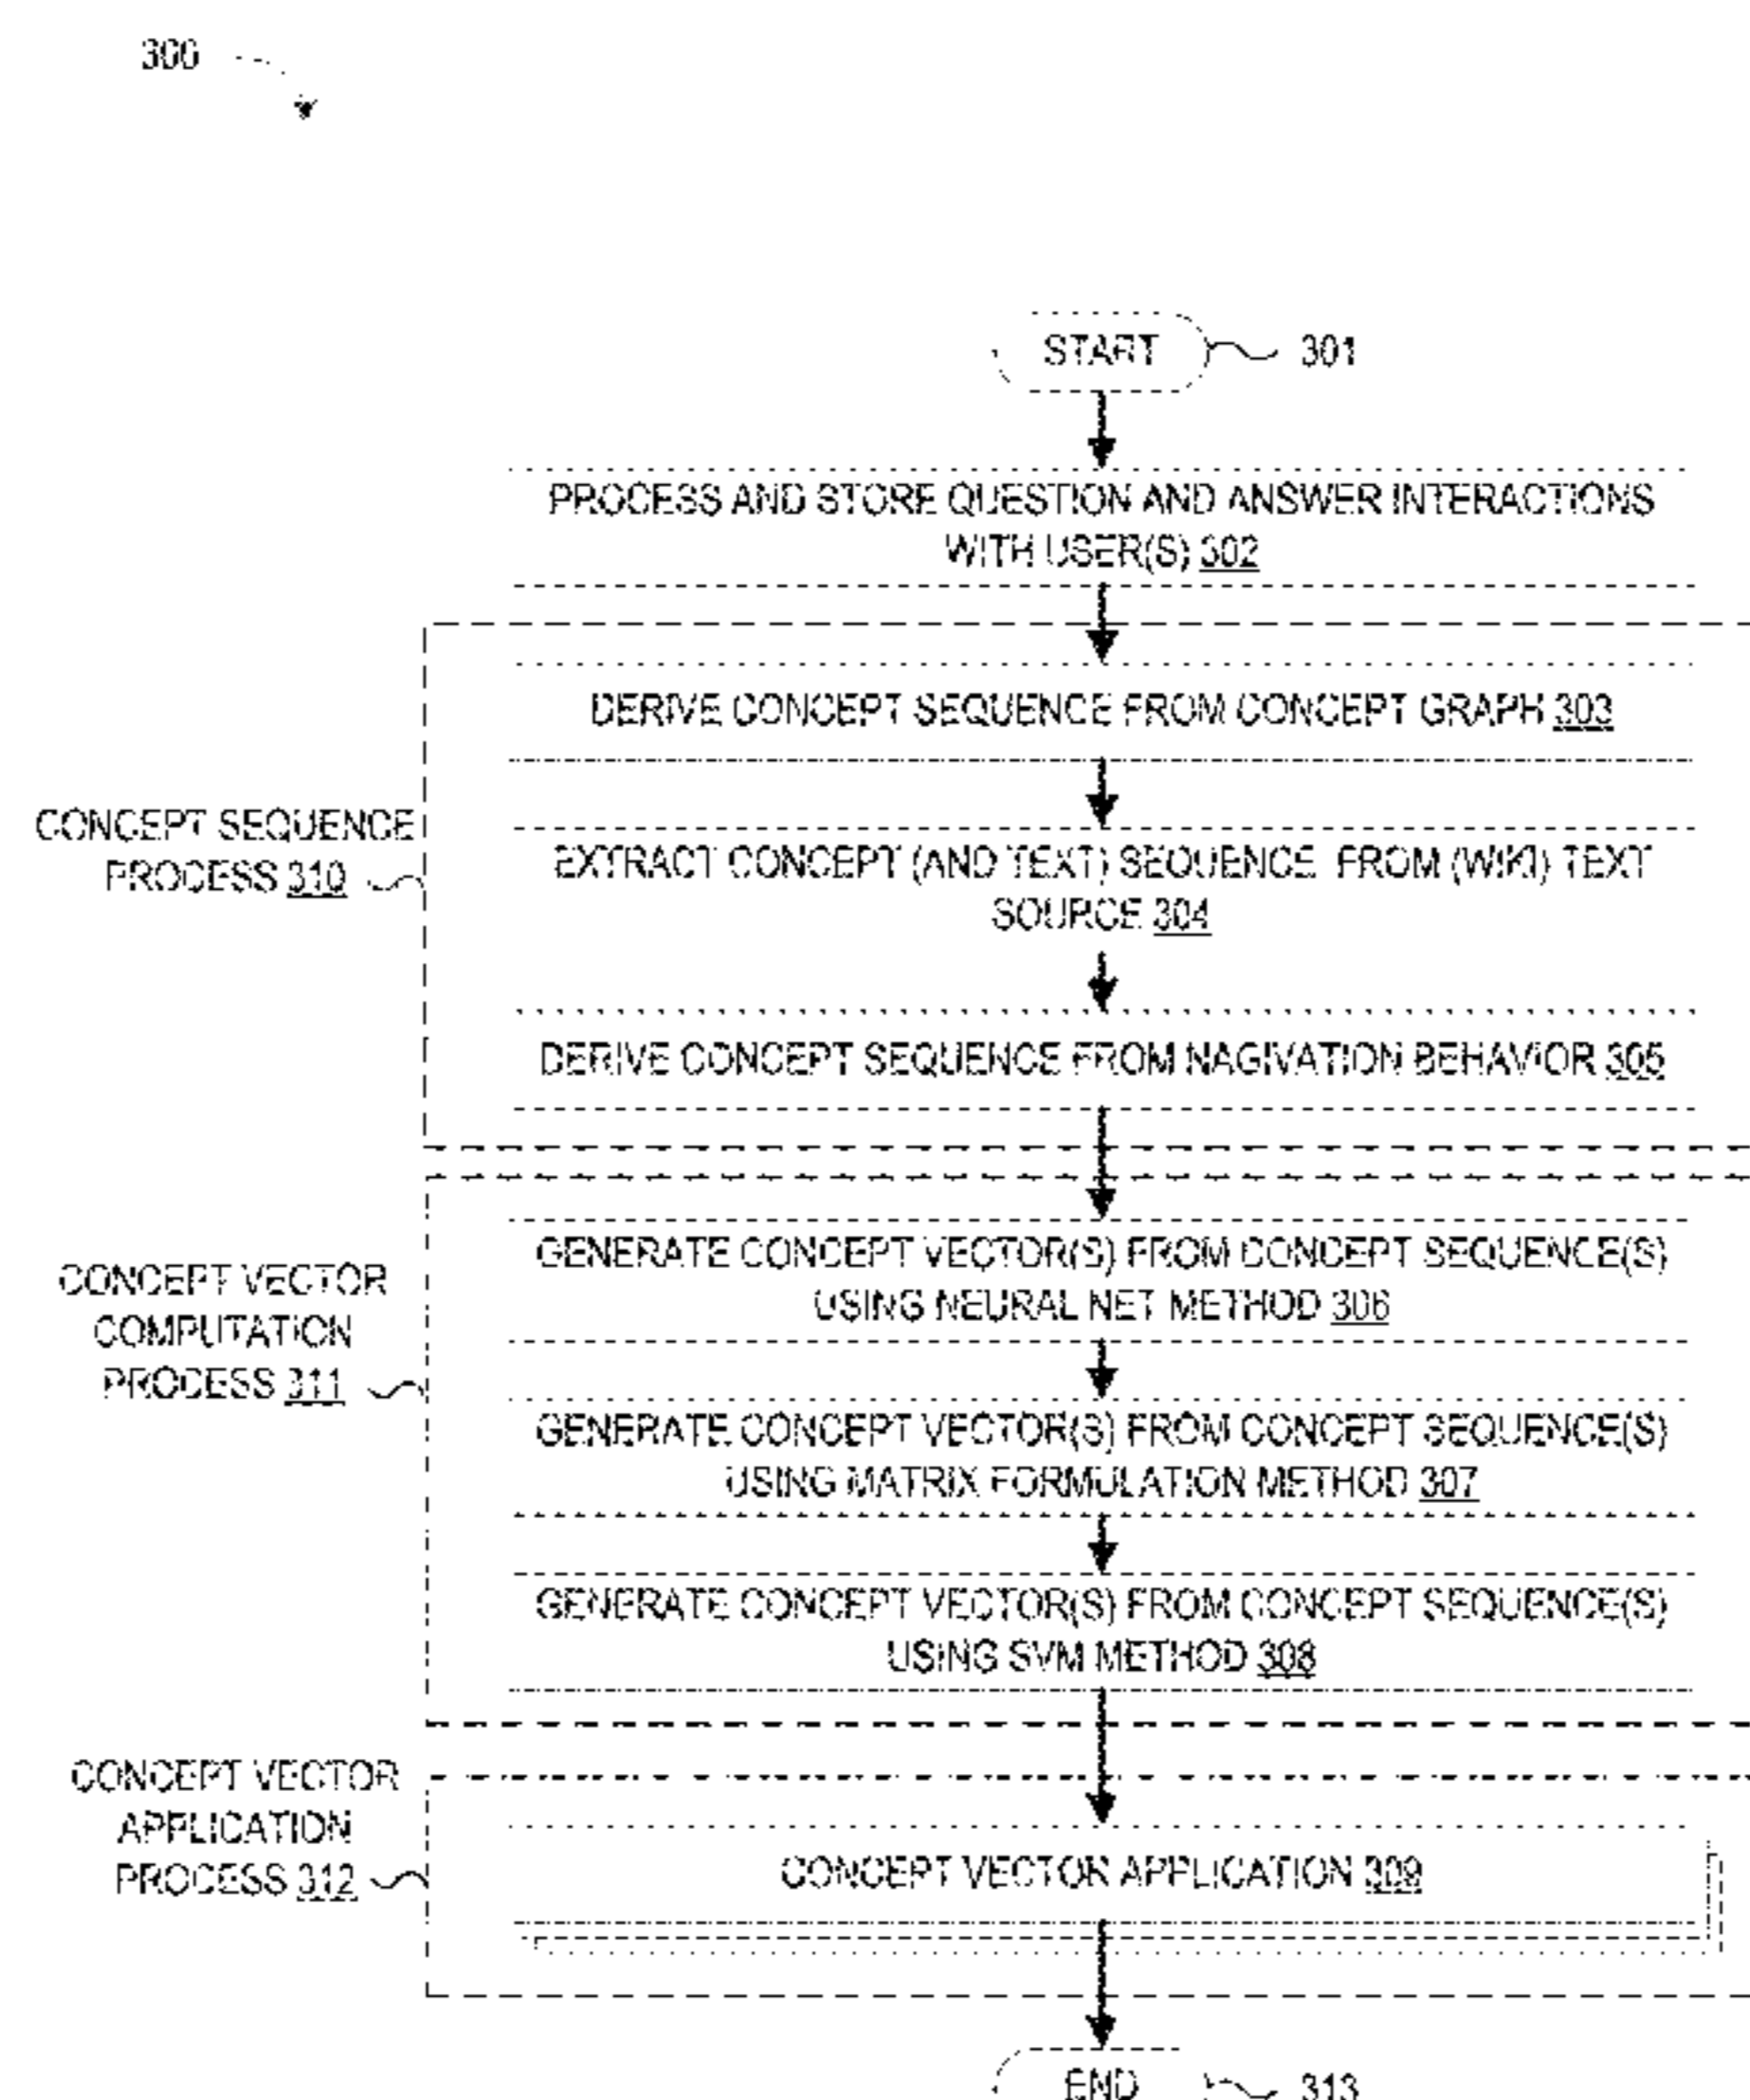 300
START 301
PROCESS AND STORE QUESTION AND ANSWER INTERACTIONS
WITH USER(S) 302
DERIVE CONCEPT SEQUENCE FROM CONCEPT GRAPH 303
CONCEPT SEQUENCE
PROCESS 310
EXTRACT CONCEPT (AND TEXT) SEQUENCE FROM (WIKI) TEXT
SOURCE 304
DERIVE CONCEPT SEQUENCE FROM NAGIVATION BEHAVIOR 305
CONCEPT VECTOR
COMPUTATION
PROCESS 311
GENERATE CONCEPT VECTOR(S) FROM CONCEPT SEQUENCE(S)
USING NEURAL NET METHOD 306
GENERATE CONCEPT VECTOR(S) FROM CONCEPT SEQUENCE(S)
USING MATRIX FORMULATION METHOD 307
GENERATE CONCEPT VECTOR(S) FROM CONCEPT SEQUENCE(S)
USING SVM METHOD 308
CONCEPT VECTOR
APPLICATION
PROCESS 312
CONCEPT VECTOR APPLICATION 309
END 313